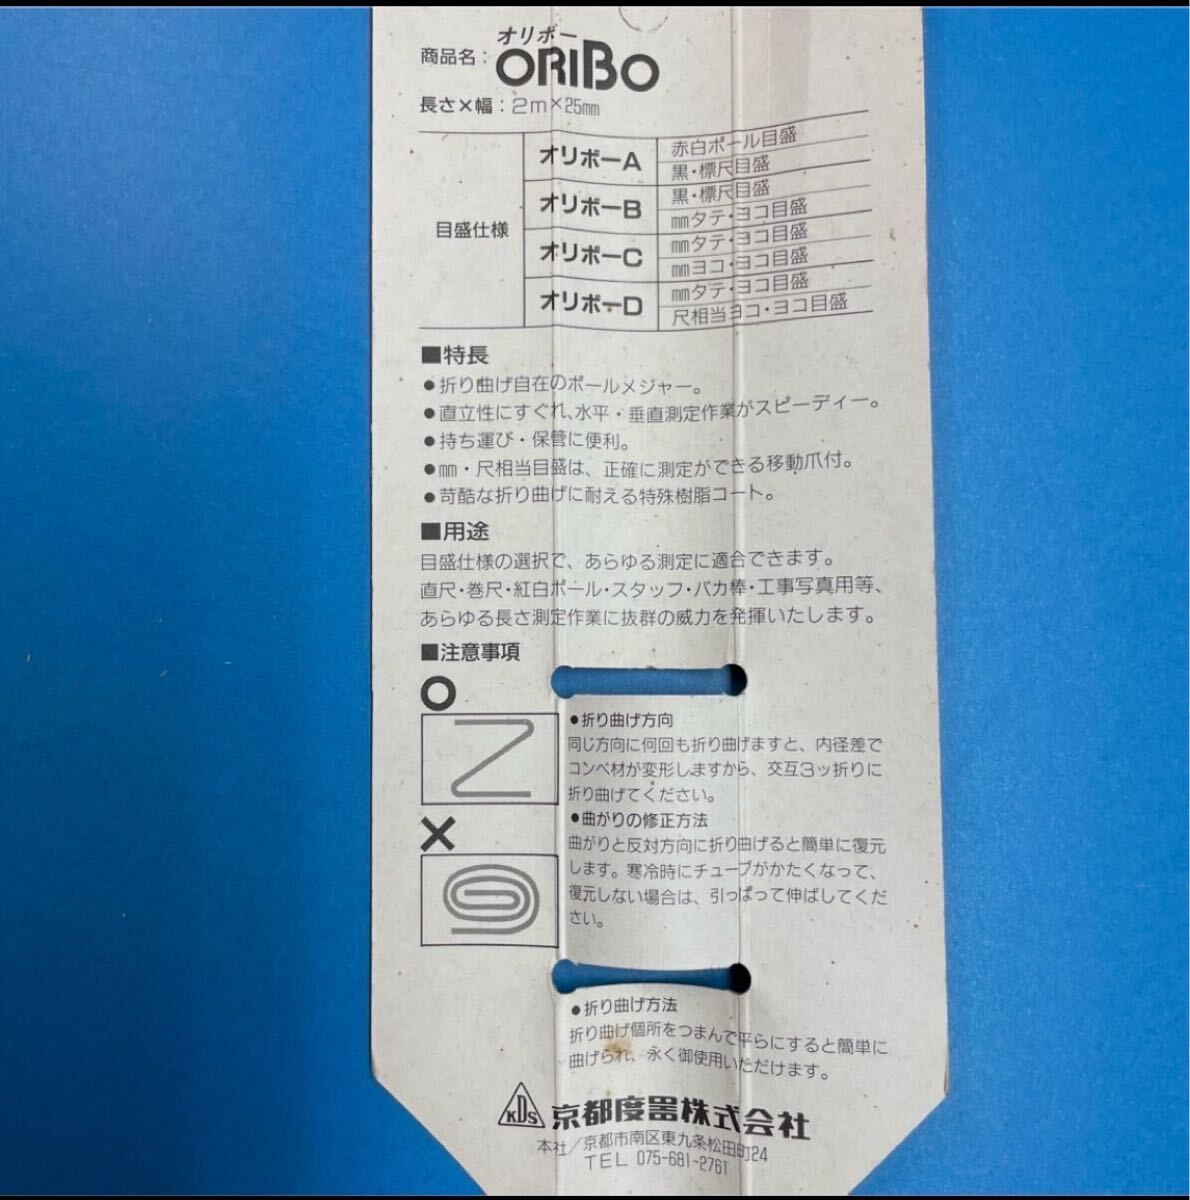 オリボー
商品名：ORIBO
長さ×幅：2m×25mm
目盛仕様
オリボーA
赤白ポール目盛
黒・標尺目盛
オリボーB
黒・標尺目盛
㎜タテ・ヨコ目盛
オリボーC
㎜タテ・ヨコ目盛
㎜ヨコ・ヨコ目盛
オリボーD
㎜タテ・ヨコ目盛
尺相当ヨコ・ヨコ目盛
■特長
●折り曲げ自在のポールメジャー。
●直立性にすぐれ、水平・垂直測定作業がスピーディー。
●持ち運び・保管に便利。
●㎜・尺相当目盛は、正確に測定ができる移動爪付。
●苛酷な折り曲げに耐える特殊樹脂コート。
■用途
目盛仕様の選択で、あらゆる測定に適合できます。
直尺・巻尺・紅白ポール・スタッフ・バカ棒・工事写真用等、
あらゆる長さ測定作業に抜群の威力を発揮いたします。
■注意事項
●折り曲げ方向
同じ方向に何回も折り曲げますと、内径差で
コンベ材が変形しますから、交互3ッ折りに
折り曲げてください。
●曲がりの修正方法
曲がりと反対方向に折り曲げると簡単に復元
します。寒冷時にチューブがかたくなって、
復元しない場合は、引っぱって伸ばしてくだ
さい。
●折り曲げ方法
折り曲げ個所をつまんで平らにすると簡単に
曲げられ、永く御使用いただけます。
KDS 京都度器株式会社
本社／京都市南区東九条松田町24
TEL 075-681-2761